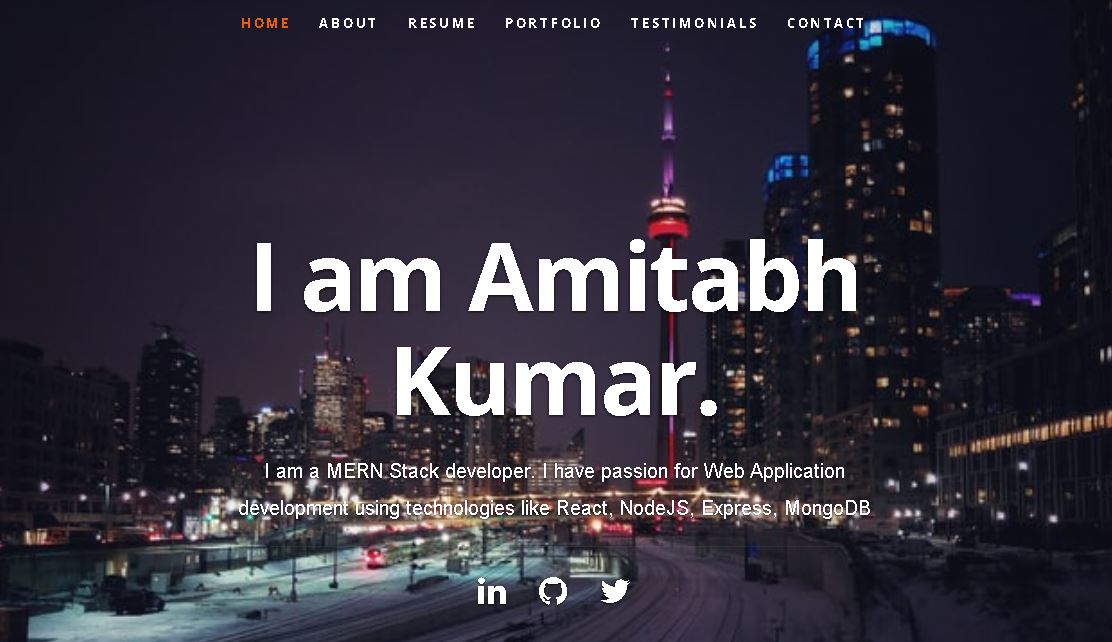 HOME ABOUT RESUME PORTFOLIO TESTIMONIALS CONTACT
I am Amitabh
Kumar.
I am a MERN Stack developer. I have passion for Web Application
development using technologies like React, NodeJS, Express, MongoDB
in